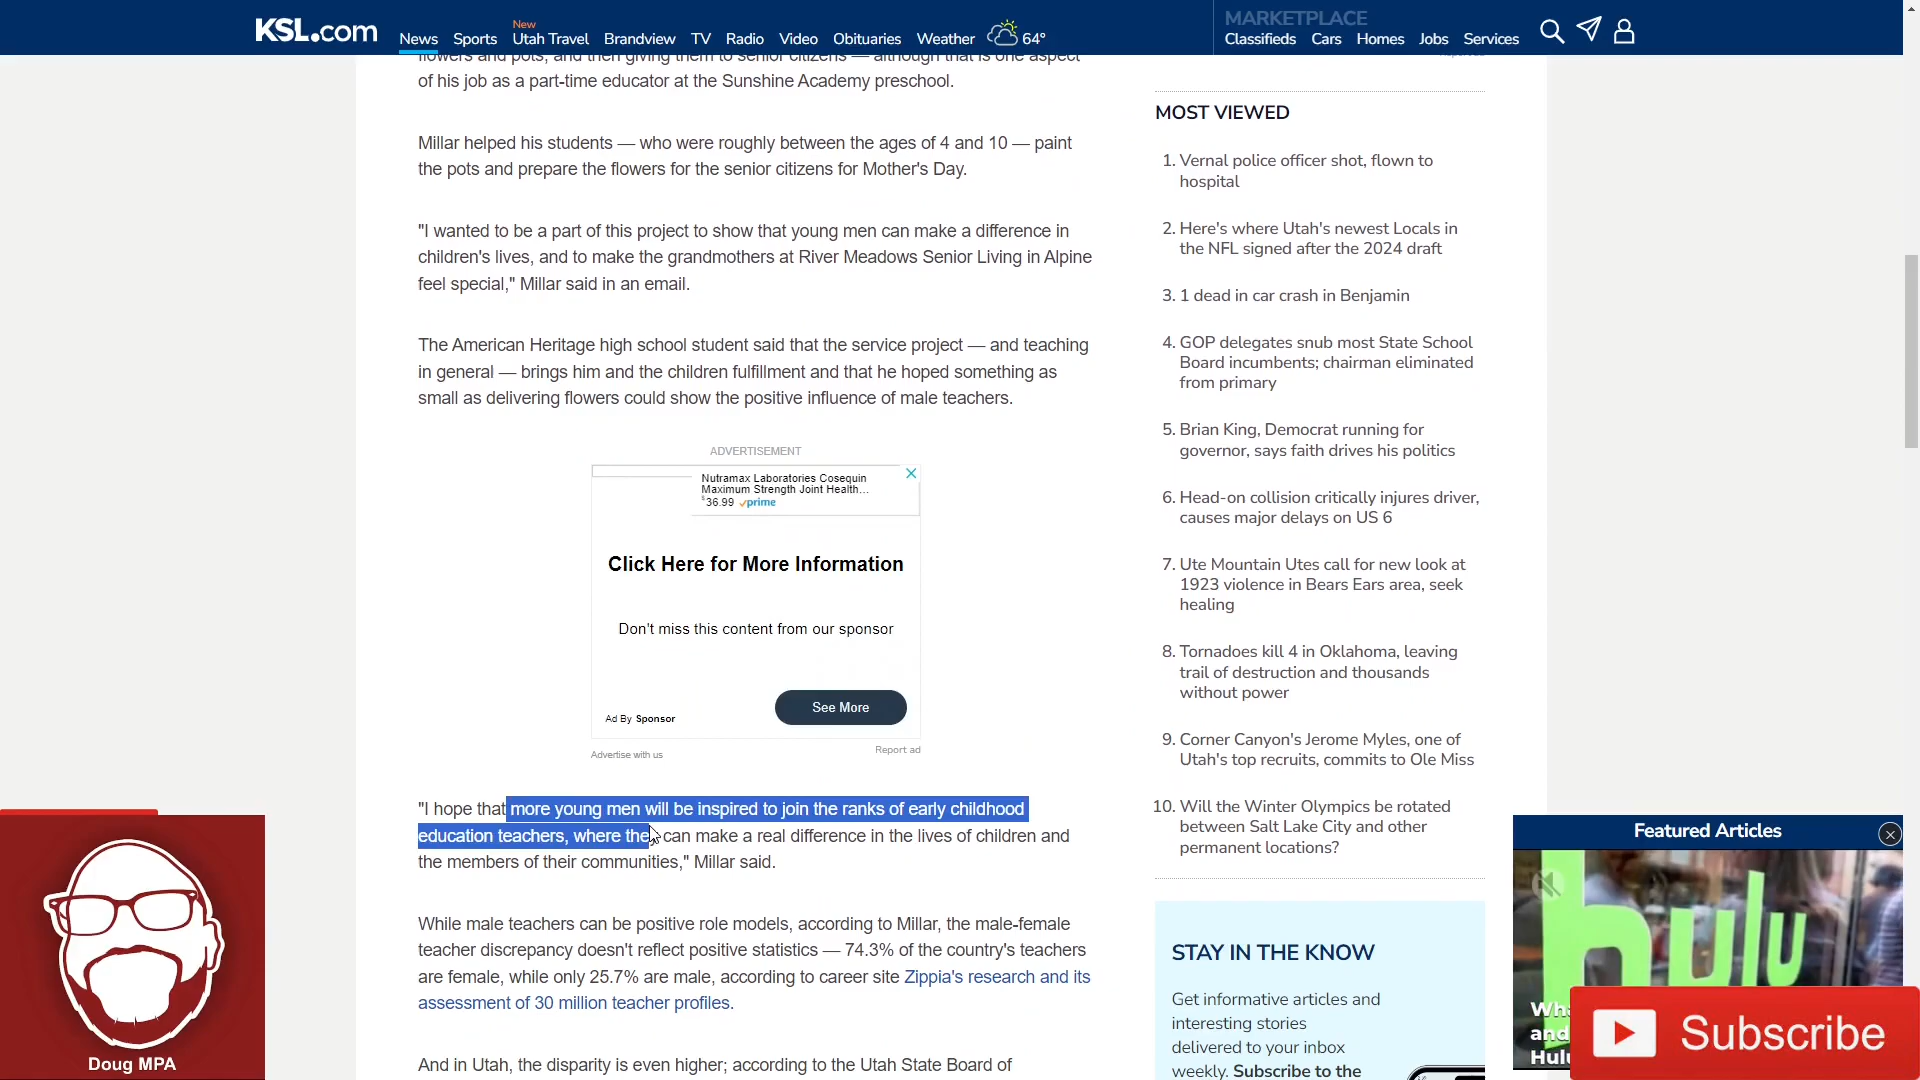 KSL.com
News
Sports
New
Utah Travel
Brandview
TV
Radio
Video
Obituaries
Weather
64°
MARKETPLACE
Classifieds
Cars
Homes
Jobs
Services
flowers and pots, and then giving them to senior citizens — although that is one aspect
of his job as a part-time educator at the Sunshine Academy preschool.
Millar helped his students — who were roughly between the ages of 4 and 10 — paint
the pots and prepare the flowers for the senior citizens for Mother's Day.
"I wanted to be a part of this project to show that young men can make a difference in
children's lives, and to make the grandmothers at River Meadows Senior Living in Alpine
feel special," Millar said in an email.
The American Heritage high school student said that the service project — and teaching
in general — brings him and the children fulfillment and that he hoped something as
small as delivering flowers could show the positive influence of male teachers.
ADVERTISEMENT
Nutramax Laboratories Cosequin
Maximum Strength Joint Health...
$36.99 prime
Click Here for More Information
Don't miss this content from our sponsor
Ad By Sponsor
See More
Advertise with us
Report ad
"I hope that more young men will be inspired to join the ranks of early childhood
education teachers, where they can make a real difference in the lives of children and
the members of their communities," Millar said.
While male teachers can be positive role models, according to Millar, the male-female
teacher discrepancy doesn't reflect positive statistics — 74.3% of the country's teachers
are female, while only 25.7% are male, according to career site Zippia's research and its
assessment of 30 million teacher profiles.
And in Utah, the disparity is even higher; according to the Utah State Board of
MOST VIEWED
1. Vernal police officer shot, flown to
hospital
2. Here's where Utah's newest Locals in
the NFL signed after the 2024 draft
3. 1 dead in car crash in Benjamin
4. GOP delegates snub most State School
Board incumbents; chairman eliminated
from primary
5. Brian King, Democrat running for
governor, says faith drives his politics
6. Head-on collision critically injures driver,
causes major delays on US 6
7. Ute Mountain Utes call for new look at
1923 violence in Bears Ears area, seek
healing
8. Tornadoes kill 4 in Oklahoma, leaving
trail of destruction and thousands
without power
9. Corner Canyon's Jerome Myles, one of
Utah's top recruits, commits to Ole Miss
10. Will the Winter Olympics be rotated
between Salt Lake City and other
permanent locations?
STAY IN THE KNOW
Get informative articles and
interesting stories
delivered to your inbox
weekly. Subscribe to the
Featured Articles
hulu
and
Subscribe
Doug MPA